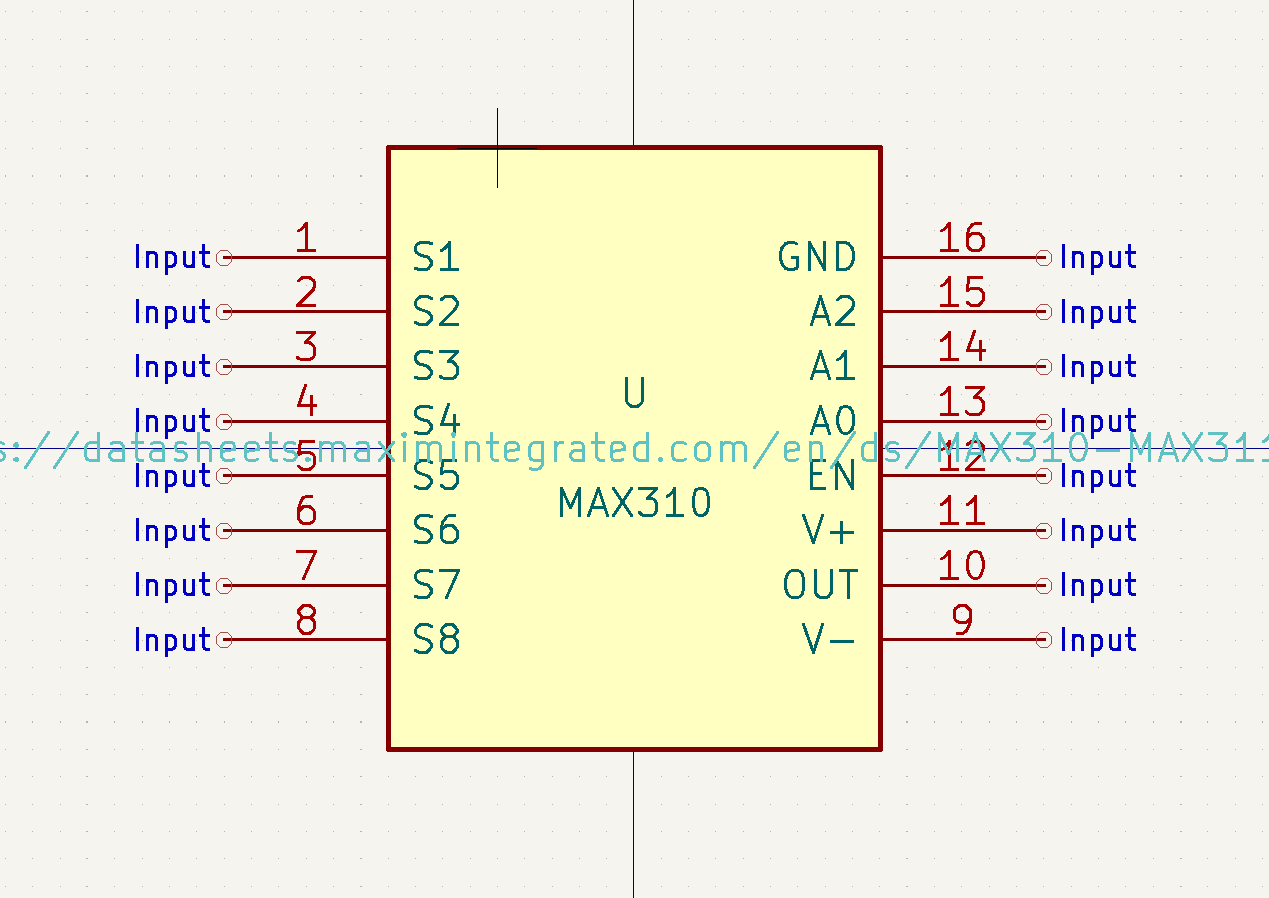 Input 1 S1 GND 16 Input
Input 2 S2 A2 15 Input
Input 3 S3 A1 14 Input
U
Input 4 S4 A0 13 Input
s://datasheets.maximintegrated.com/en/ds/MAX310-MAX311
Input 5 S5 EN 12 Input
MAX310
Input 6 S6 V+ 11 Input
Input 7 S7 OUT 10 Input
Input 8 S8 V- 9 Input